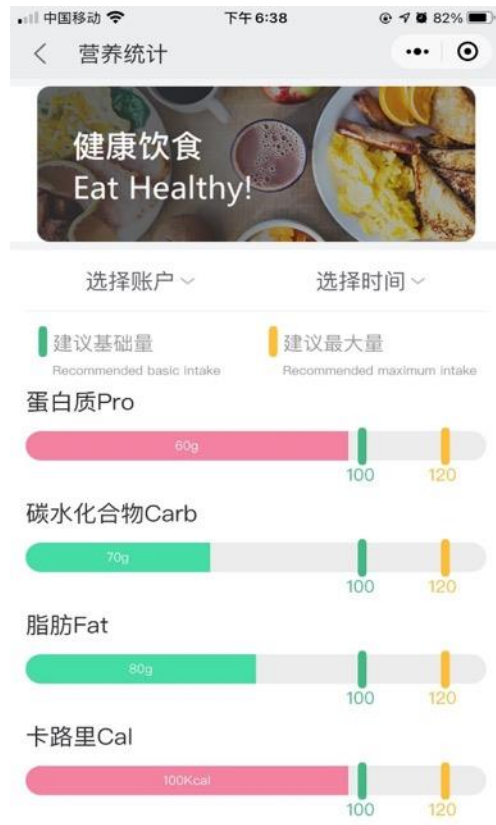 中国移动 下午 6:38 82%
营养统计
健康饮食
Eat Healthy!
选择账户 选择时间
建议基础量 建议最大量
Recommended basic intake Recommended maximum intake
蛋白质Pro
60g
100 120
碳水化合物Carb
70g
100 120
脂肪Fat
80g
100 120
卡路里Cal
100Kcal
100 120